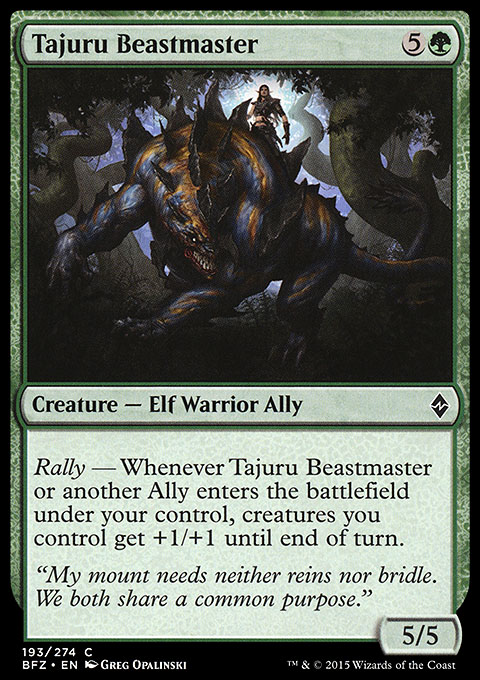 Tajuru Beastmaster 5
Creature — Elf Warrior Ally
Rally — Whenever Tajuru Beastmaster
or another Ally enters the battlefield
under your control, creatures you
control get +1/+1 until end of turn.
“My mount needs neither reins nor bridle.
We both share a common purpose.”
5/5
193/274 C
BFZ • EN Greg Opalinski
™ & © 2015 Wizards of the Coast